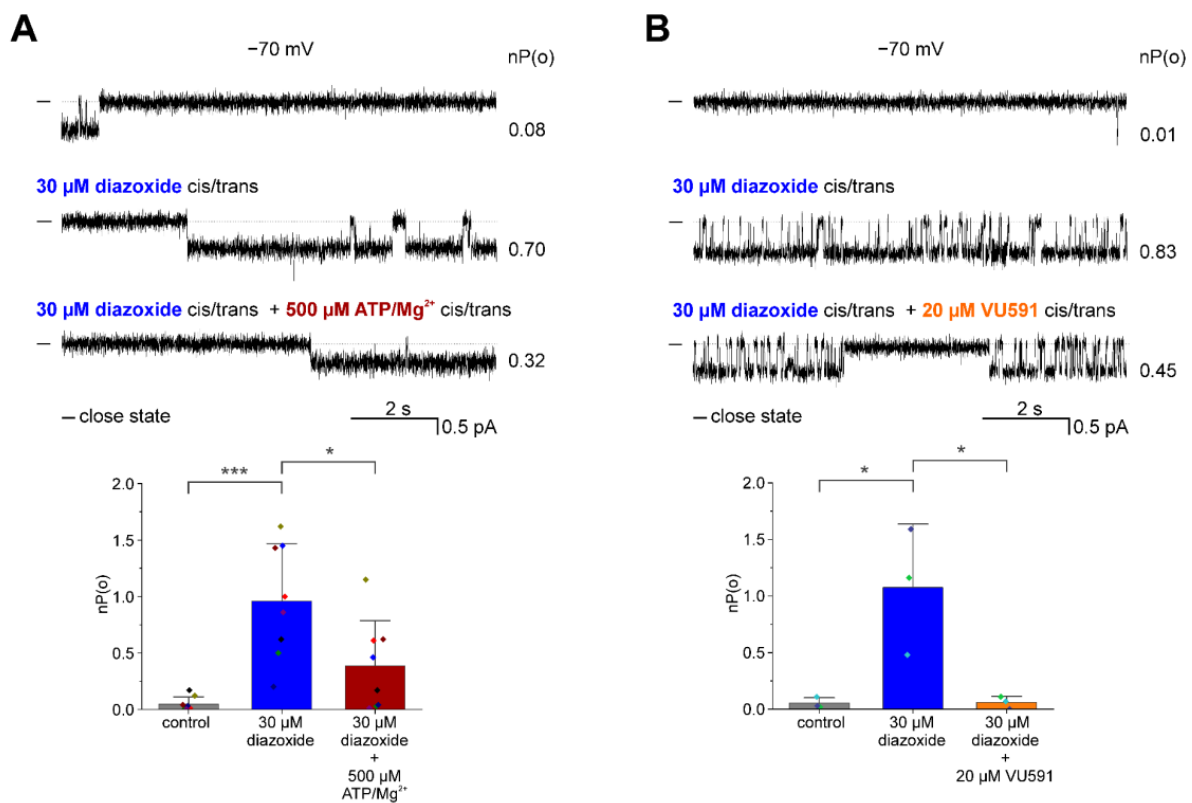 A
−70 mV
nP(o)
0.08
30 µM diazoxide cis/trans
0.70
30 µM diazoxide cis/trans + 500 µM ATP/Mg²⁺ cis/trans
0.32
– close state
2 s
0.5 pA
***
*
2.0
1.5
1.0
0.5
0.0
nP(o)
control
30 µM
diazoxide
30 µM
diazoxide
+
500 µM
ATP/Mg²⁺
B
−70 mV
nP(o)
0.01
30 µM diazoxide cis/trans
0.83
30 µM diazoxide cis/trans + 20 µM VU591 cis/trans
0.45
– close state
2 s
0.5 pA
*
*
2.0
1.5
1.0
0.5
0.0
nP(o)
control
30 µM
diazoxide
30 µM
diazoxide
+
20 µM VU591